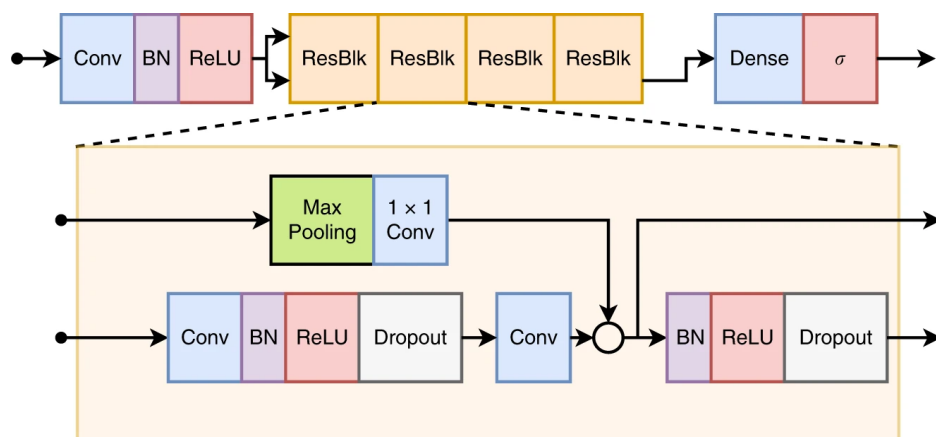 Conv BN ReLU ResBlk ResBlk ResBlk ResBlk Dense σ
Max
Pooling
1 × 1
Conv
Conv BN ReLU Dropout Conv BN ReLU Dropout